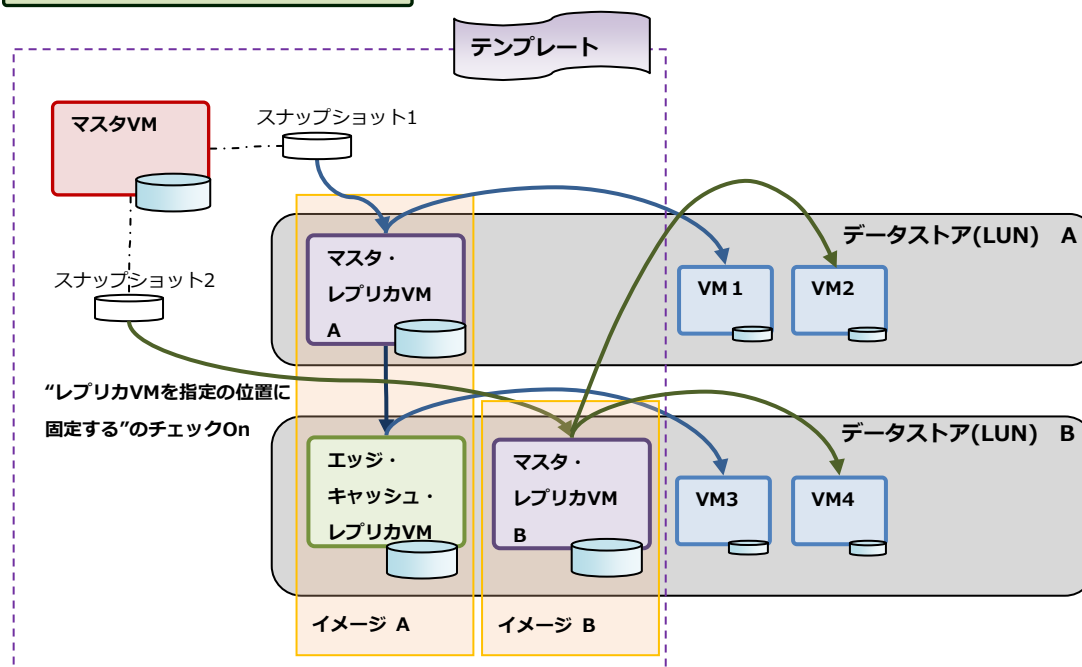 テンプレート
マスタVM
スナップショット1
データストア(LUN) A
マスタ・
レプリカVM
A
VM１
VM2
スナップショット2
“レプリカVMを指定の位置に
固定する”のチェックOn
データストア(LUN) B
エッジ・
キャッシュ・
レプリカVM
マスタ・
レプリカVM
B
VM3
VM4
イメージ A
イメージ B